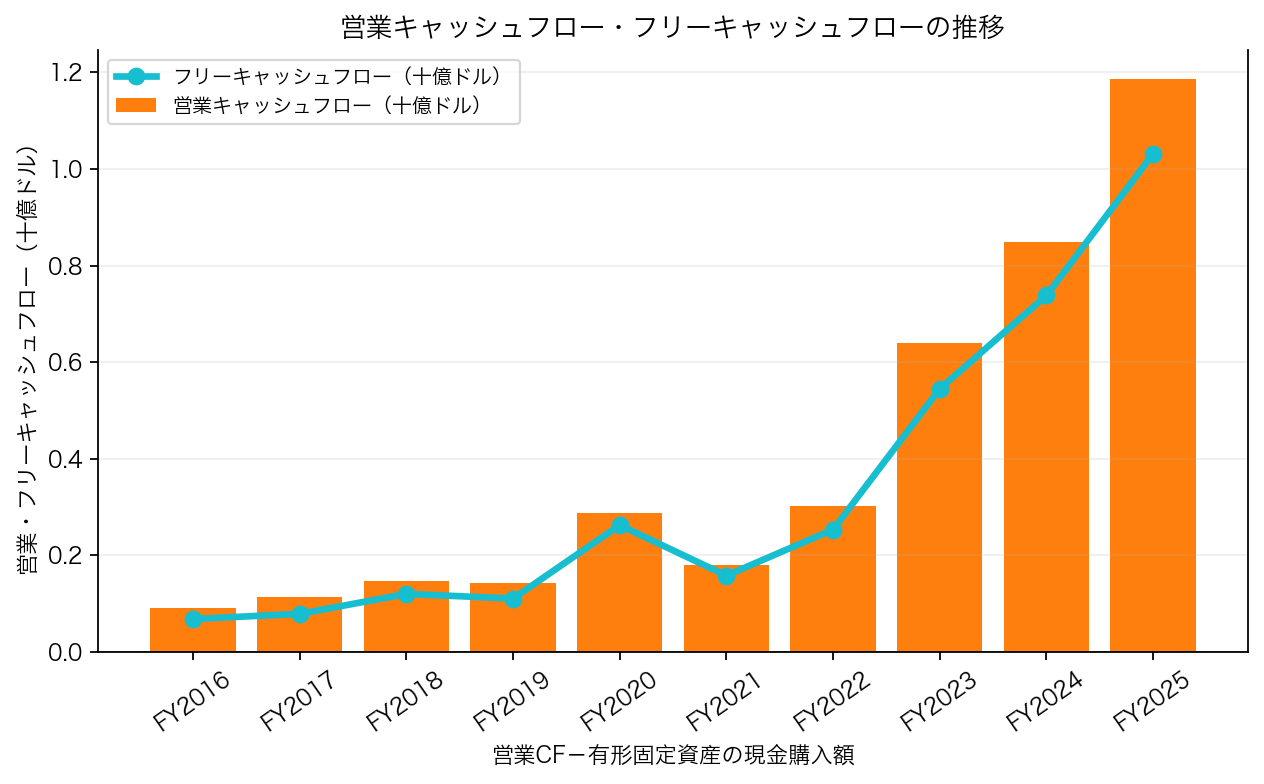 営業キャッシュフロー・フリーキャッシュフローの推移
フリーキャッシュフロー（十億ドル）
営業キャッシュフロー（十億ドル）
営業・フリーキャッシュフロー（十億ドル）
1.2
1.0
0.8
0.6
0.4
0.2
0.0
FY2016
FY2017
FY2018
FY2019
FY2020
FY2021
FY2022
FY2023
FY2024
FY2025
営業CF－有形固定資産の現金購入額